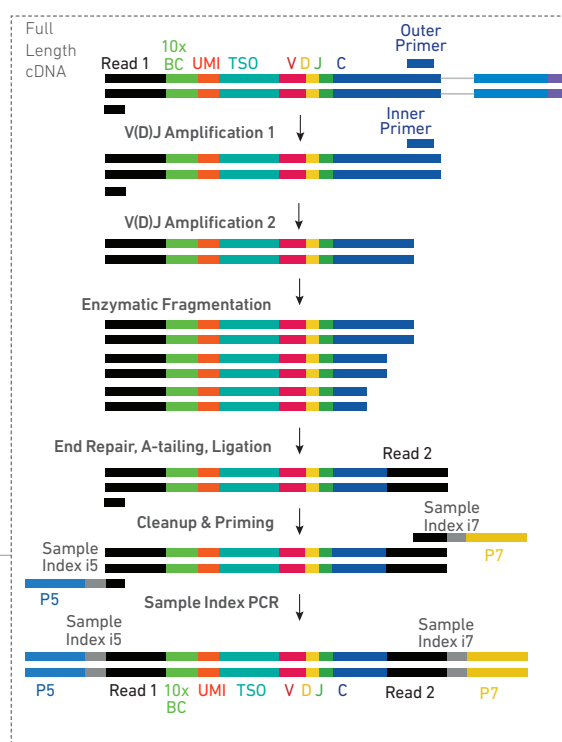 Full
Length
cDNA
Outer
Primer
10x
BC
Read 1
UMI
TSO
V
D
J
C
V(D)J Amplification 1
Inner
Primer
V(D)J Amplification 2
Enzymatic Fragmentation
End Repair, A-tailing, Ligation
Read 2
Cleanup & Priming
Sample
Index i7
P7
Sample
Index i5
P5
Sample Index PCR
Sample
Index i5
Sample
Index i7
P5
Read 1
10x
BC
UMI
TSO
V
D
J
C
Read 2
P7